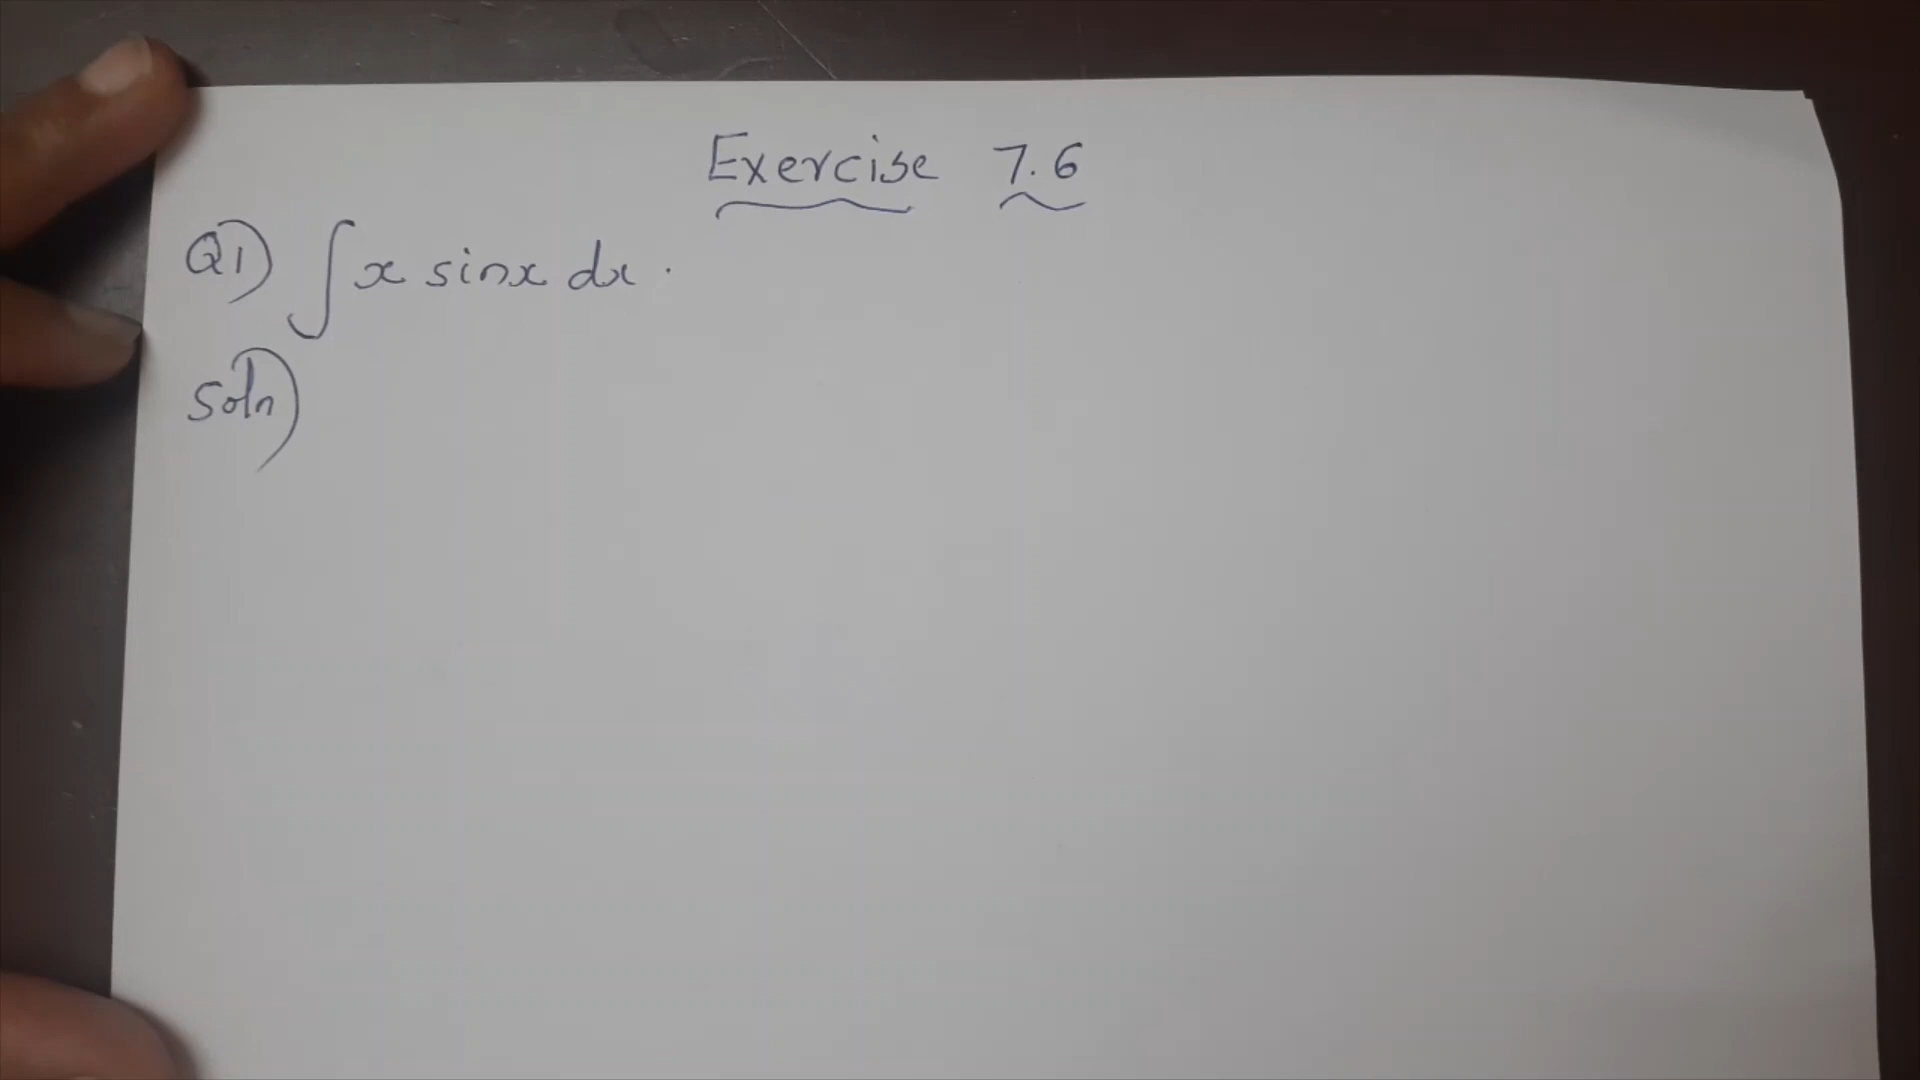 Exercise 7.6
Q1) ∫ x sinx dx.
Soln)